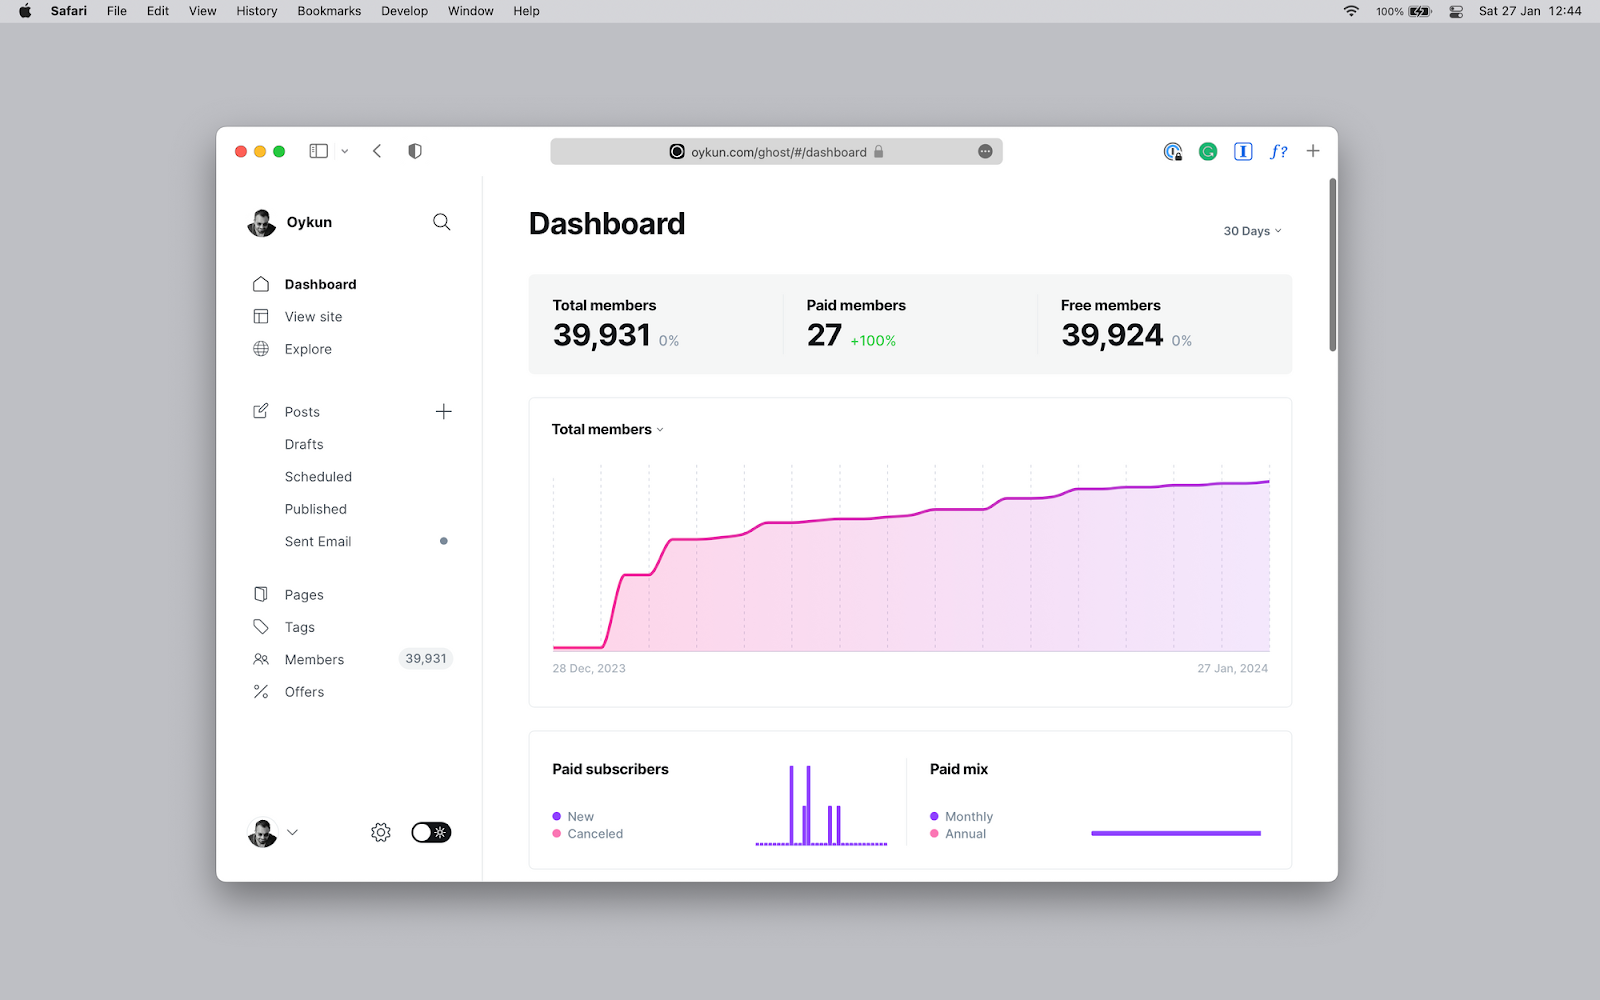 Safari File Edit View History Bookmarks Develop Window Help 100% Sat 27 Jan 12:44
oykun.com/ghost/#/dashboard
f?
Oykun
Dashboard
View site
Explore
Posts
Drafts
Scheduled
Published
Sent Email
Pages
Tags
Members 39,931
Offers
Dashboard
30 Days
Total members
39,931 0%
Paid members
27 +100%
Free members
39,924 0%
Total members
28 Dec, 2023 27 Jan, 2024
Paid subscribers
New
Canceled
Paid mix
Monthly
Annual